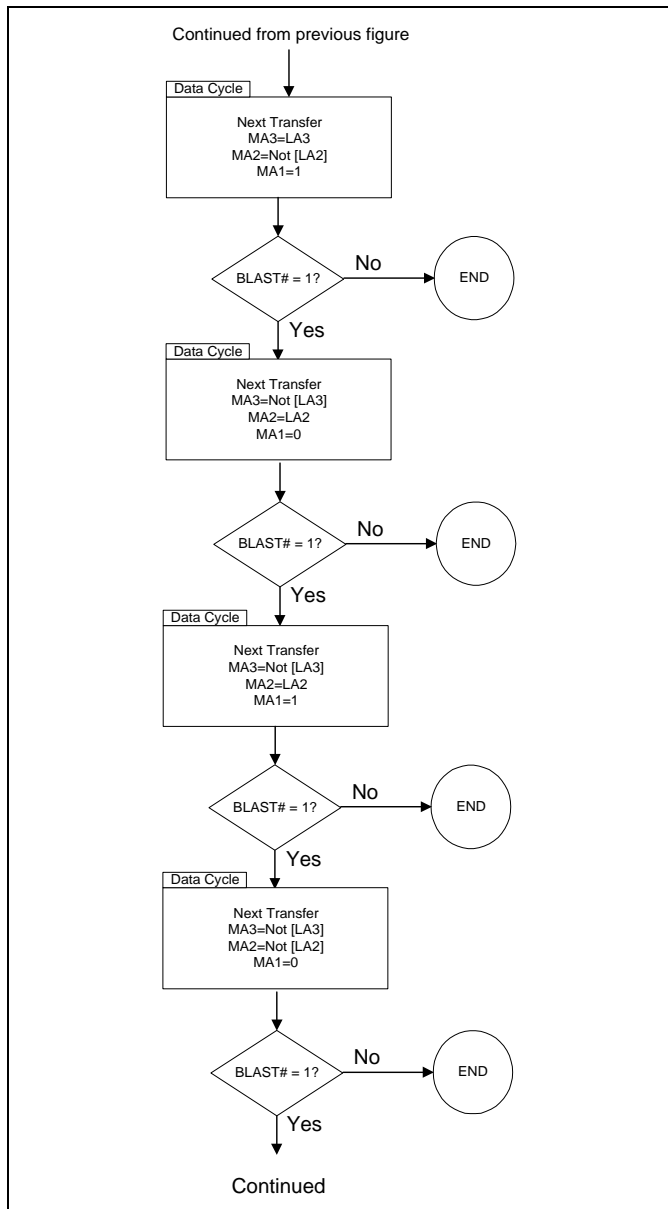 Continued from previous figure
Data Cycle
Next Transfer
MA3=LA3
MA2=Not [LA2]
MA1=1
BLAST# = 1?
No
END
Yes
Data Cycle
Next Transfer
MA3=Not [LA3]
MA2=LA2
MA1=0
BLAST# = 1?
No
END
Yes
Data Cycle
Next Transfer
MA3=Not [LA3]
MA2=LA2
MA1=1
BLAST# = 1?
No
END
Yes
Data Cycle
Next Transfer
MA3=Not [LA3]
MA2=Not [LA2]
MA1=0
BLAST# = 1?
No
END
Yes
Continued